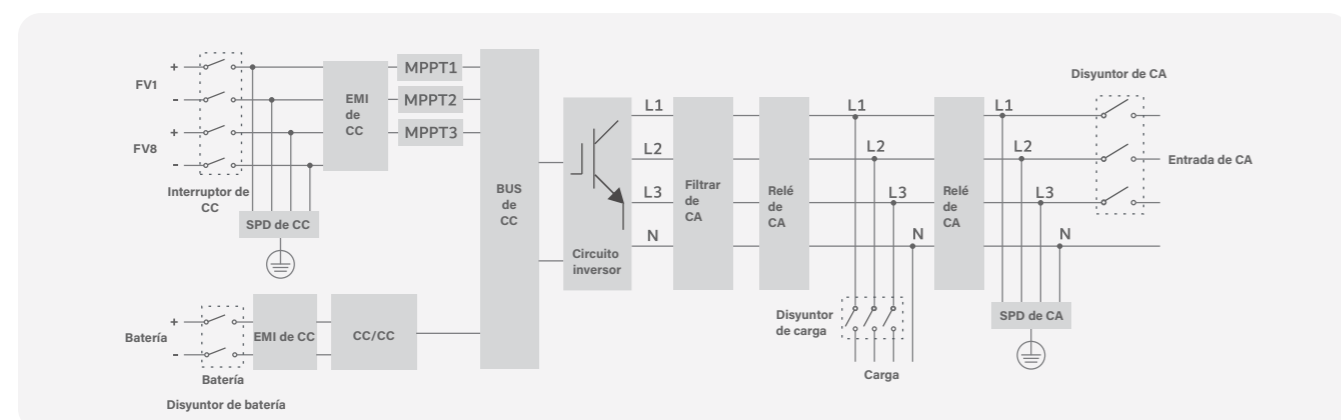 FV1
+
-
FV8
+
-
Interruptor de
CC
SPD de CC
EMI
de
CC
MPPT1
MPPT2
MPPT3
Batería
+
-
Batería
Disyuntor de batería
EMI de CC
CC/CC
BUS
de
CC
Circuito
inversor
L1
L2
L3
N
Filtrar
de
CA
Relé
de
CA
L1
L2
L3
N
Disyuntor
de carga
Carga
Relé
de
CA
L1
L2
L3
N
SPD de CA
Disyuntor de CA
Entrada de CA